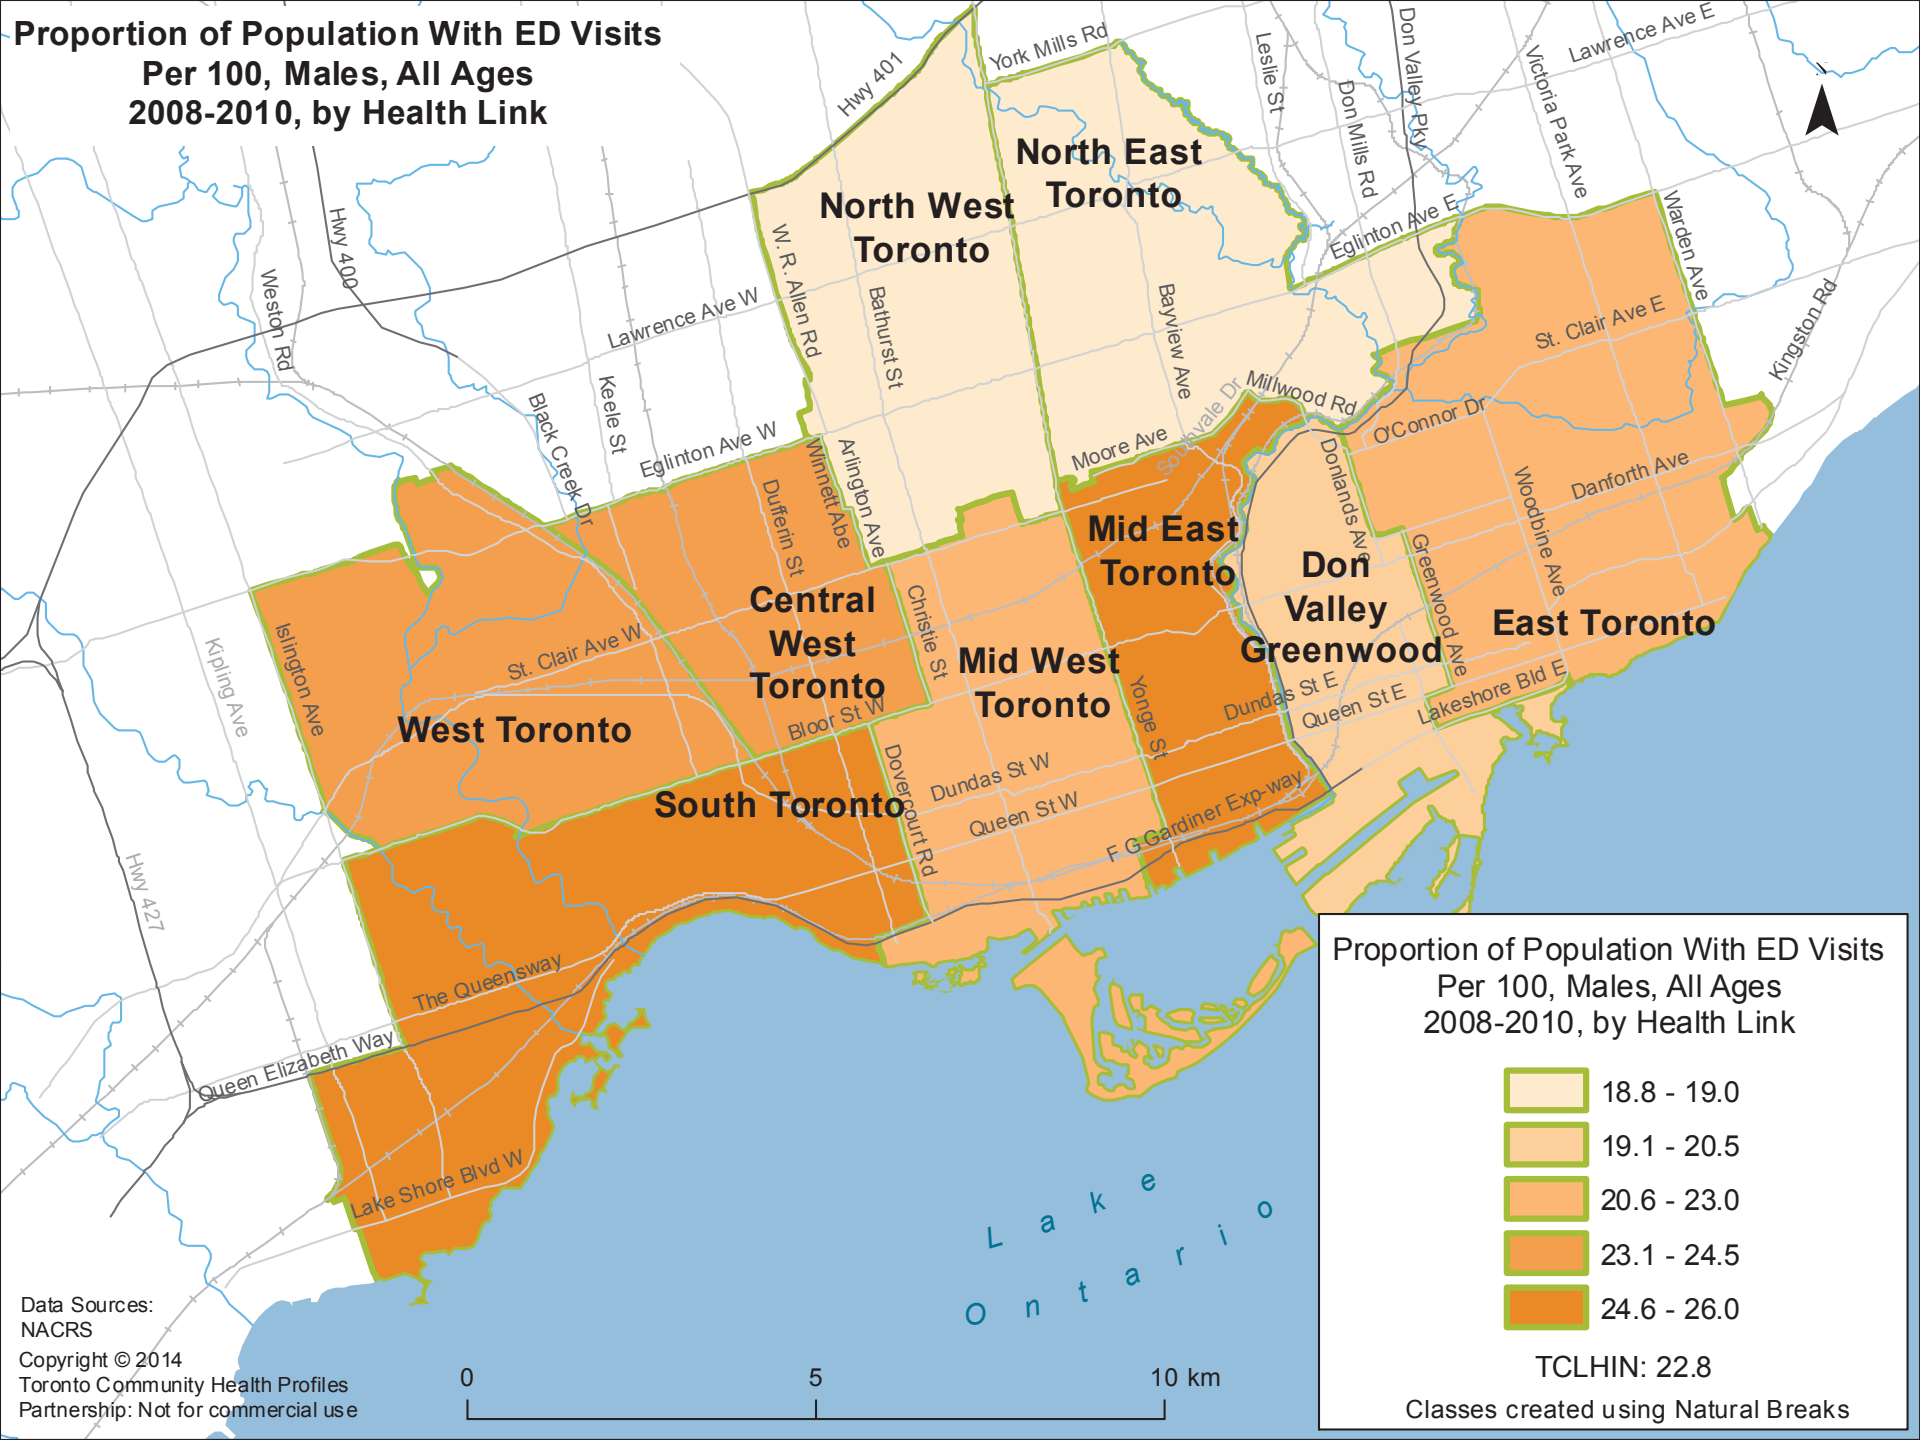 Proportion of Population With ED Visits
Per 100, Males, All Ages
2008-2010, by Health Link
Hwy 401
York Mills Rd
Leslie St
Don Mills Rd
Don Valley Pky
Victoria Park Ave
Lawrence Ave E
N
North East
Toronto
North West
Toronto
Hwy 400
Weston Rd
W. R. Allen Rd
Bathurst St
Bayview Ave
Eglinton Ave E
Warden Ave
Kingston Rd
St. Clair Ave E
Lawrence Ave W
Keele St
Black Creek Dr
Eglinton Ave W
Winnett Abe
Arlington Ave
Dufferin St
Moore Ave
Southvale Dr
Millwood Rd
O'Connor Dr
Donlands Ave
Woodbine Ave
Danforth Ave
Greenwood Ave
Mid East
Toronto
Don
Valley
Greenwood
East Toronto
Central
West
Toronto
Christie St
Mid West
Toronto
Kipling Ave
Islington Ave
St. Clair Ave W
West Toronto
Bloor St W
Yonge St
Dundas St E
Queen St E
Lakeshore Bld E
South Toronto
Dovercourt Rd
Dundas St W
Queen St W
F G Gardiner Exp-way
Hwy 427
The Queensway
Queen Elizabeth Way
Lake Shore Blvd W
Lake
Ontario
Proportion of Population With ED Visits
Per 100, Males, All Ages
2008-2010, by Health Link
18.8 - 19.0
19.1 - 20.5
20.6 - 23.0
23.1 - 24.5
24.6 - 26.0
TCLHIN: 22.8
Classes created using Natural Breaks
Data Sources:
NACRS
Copyright © 2014
Toronto Community Health Profiles
Partnership: Not for commercial use
0 5 10 km